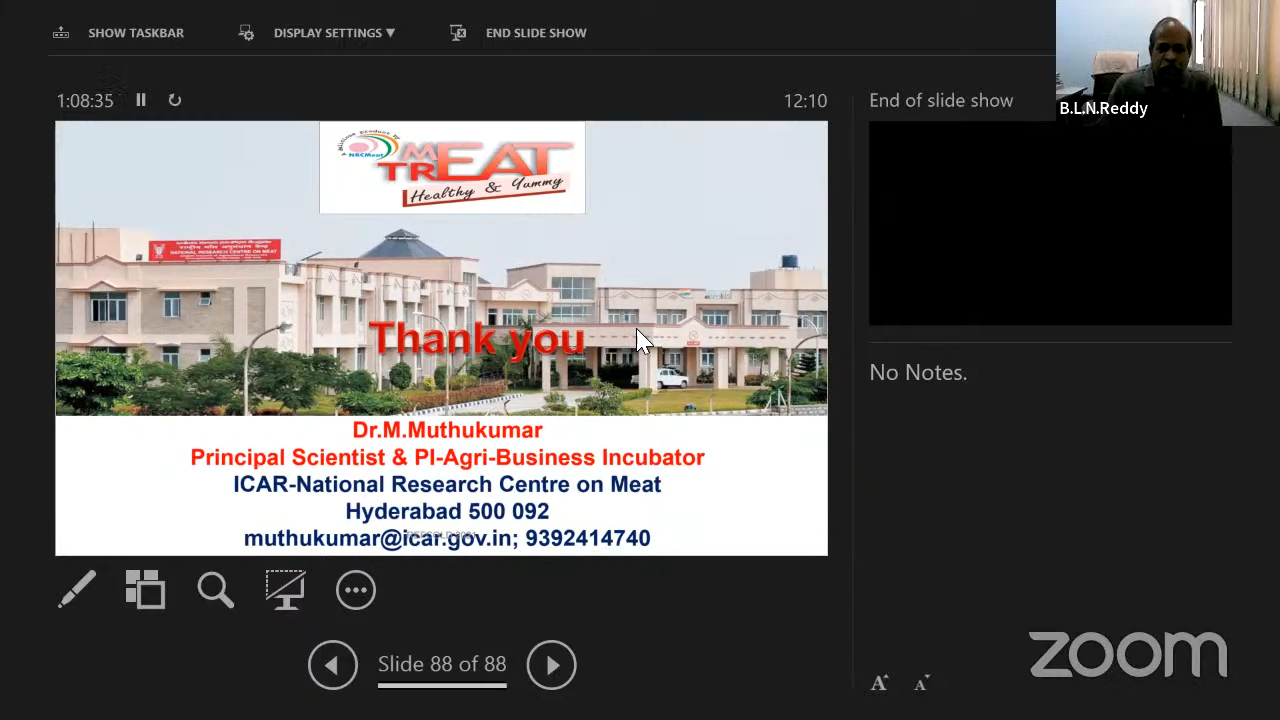 SHOW TASKBAR
DISPLAY SETTINGS ▼
END SLIDE SHOW
B.L.N.Reddy
1:08:35
12:10
End of slide show
NRCMeat
MEAT
TREAT
Healthy & Yummy
NATIONAL RESEARCH CENTRE ON MEAT
Thank you
No Notes.
Dr.M.Muthukumar
Principal Scientist & PI-Agri-Business Incubator
ICAR-National Research Centre on Meat
Hyderabad 500 092
muthukumar@icar.gov.in; 9392414740
Slide 88 of 88
zoom
A A